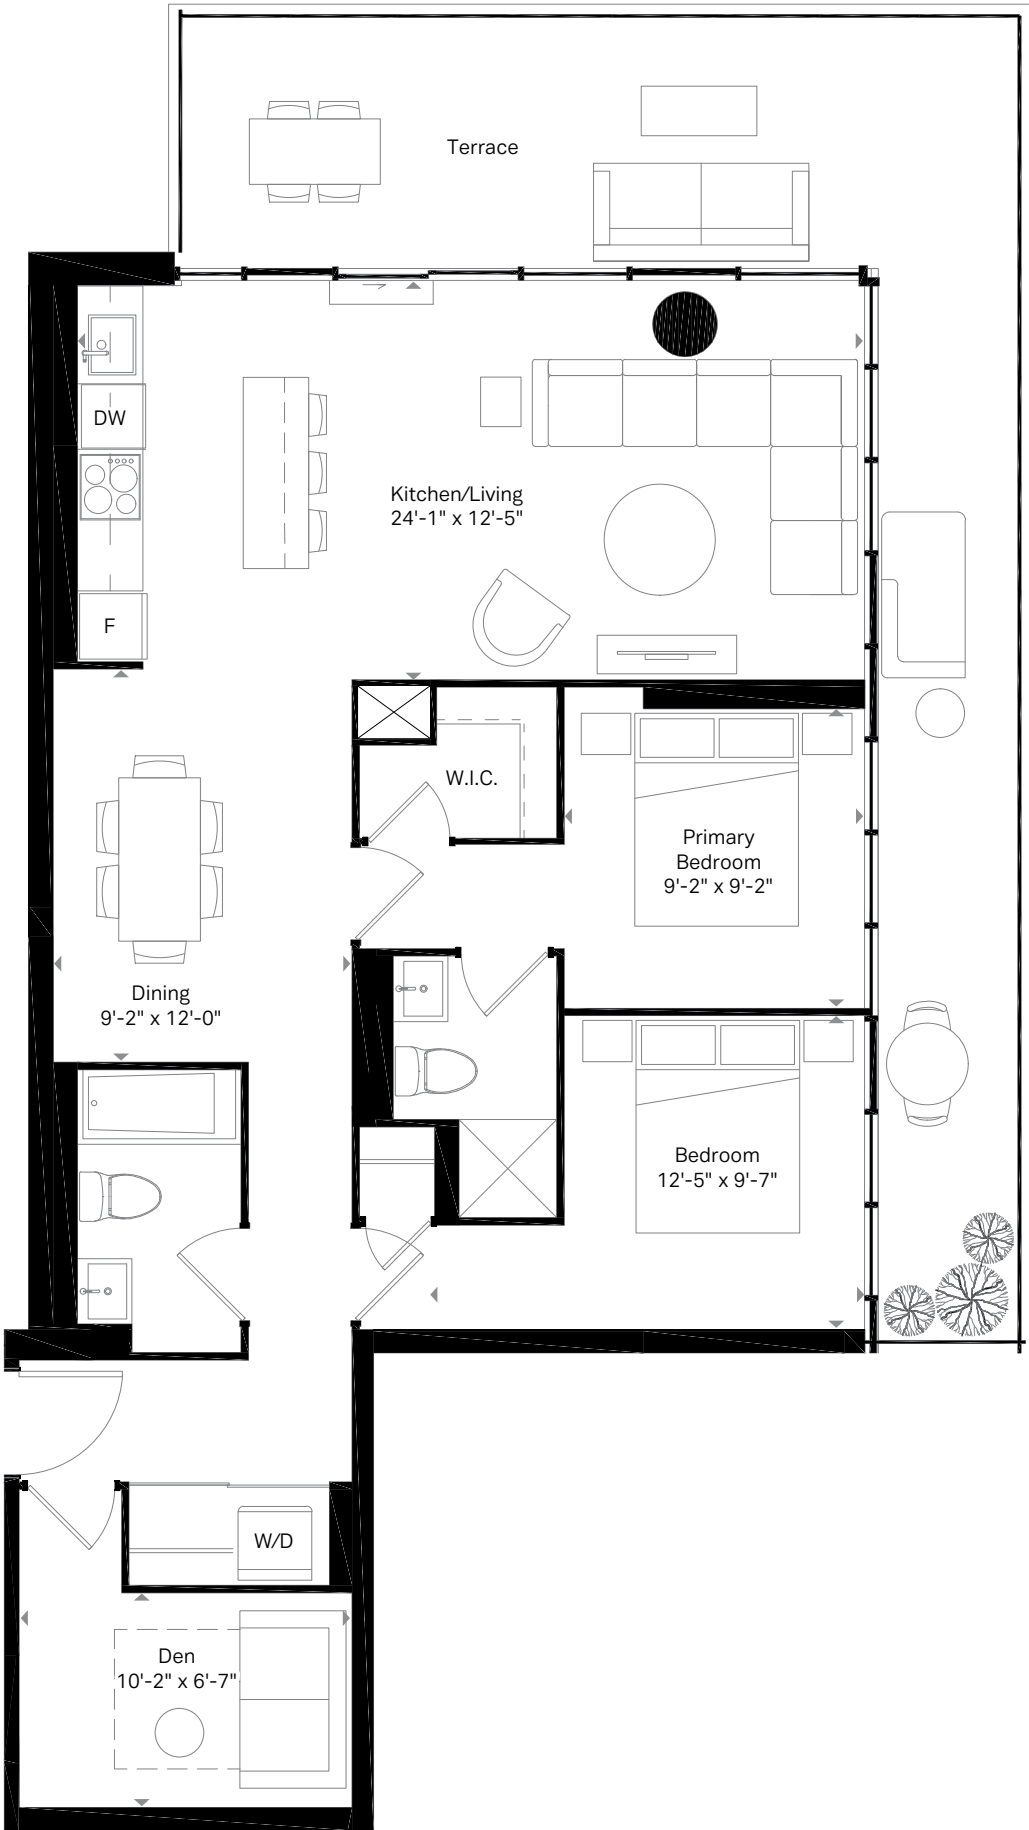 Terrace
DW
Kitchen/Living
24'-1" x 12'-5"
F
W.I.C.
Primary
Bedroom
9'-2" x 9'-2"
Dining
9'-2" x 12'-0"
Bedroom
12'-5" x 9'-7"
W/D
Den
10'-2" x 6'-7"